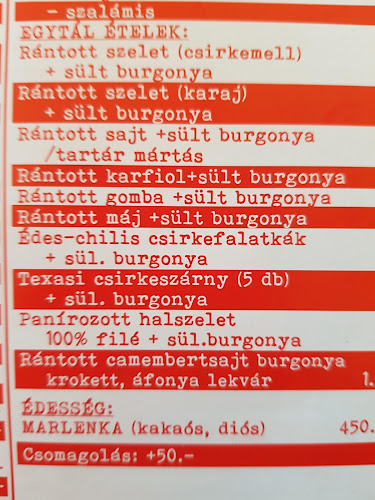 - szalámis
EGYTÁL ÉTELEK:
Rántott szelet (csirkemell)
+ sült burgonya
Rántott szelet (karaj)
+ sült burgonya
Rántott sajt +sült burgonya
/tartár mártás
Rántott karfiol+sült burgonya
Rántott gomba +sült burgonya
Rántott máj +sült burgonya
Édes-chilis csirkefalatkák
+ sül. burgonya
Texasi csirkeszárny (5 db)
+ sül. burgonya
Panírozott halszelet
100% filé + sül.burgonya
Rántott camembertsajt burgonya
krokett, áfonya lekvár 1.
ÉDESSÉG:
MARLENKA (kakaós, diós) 450.
Csomagolás: +50.-